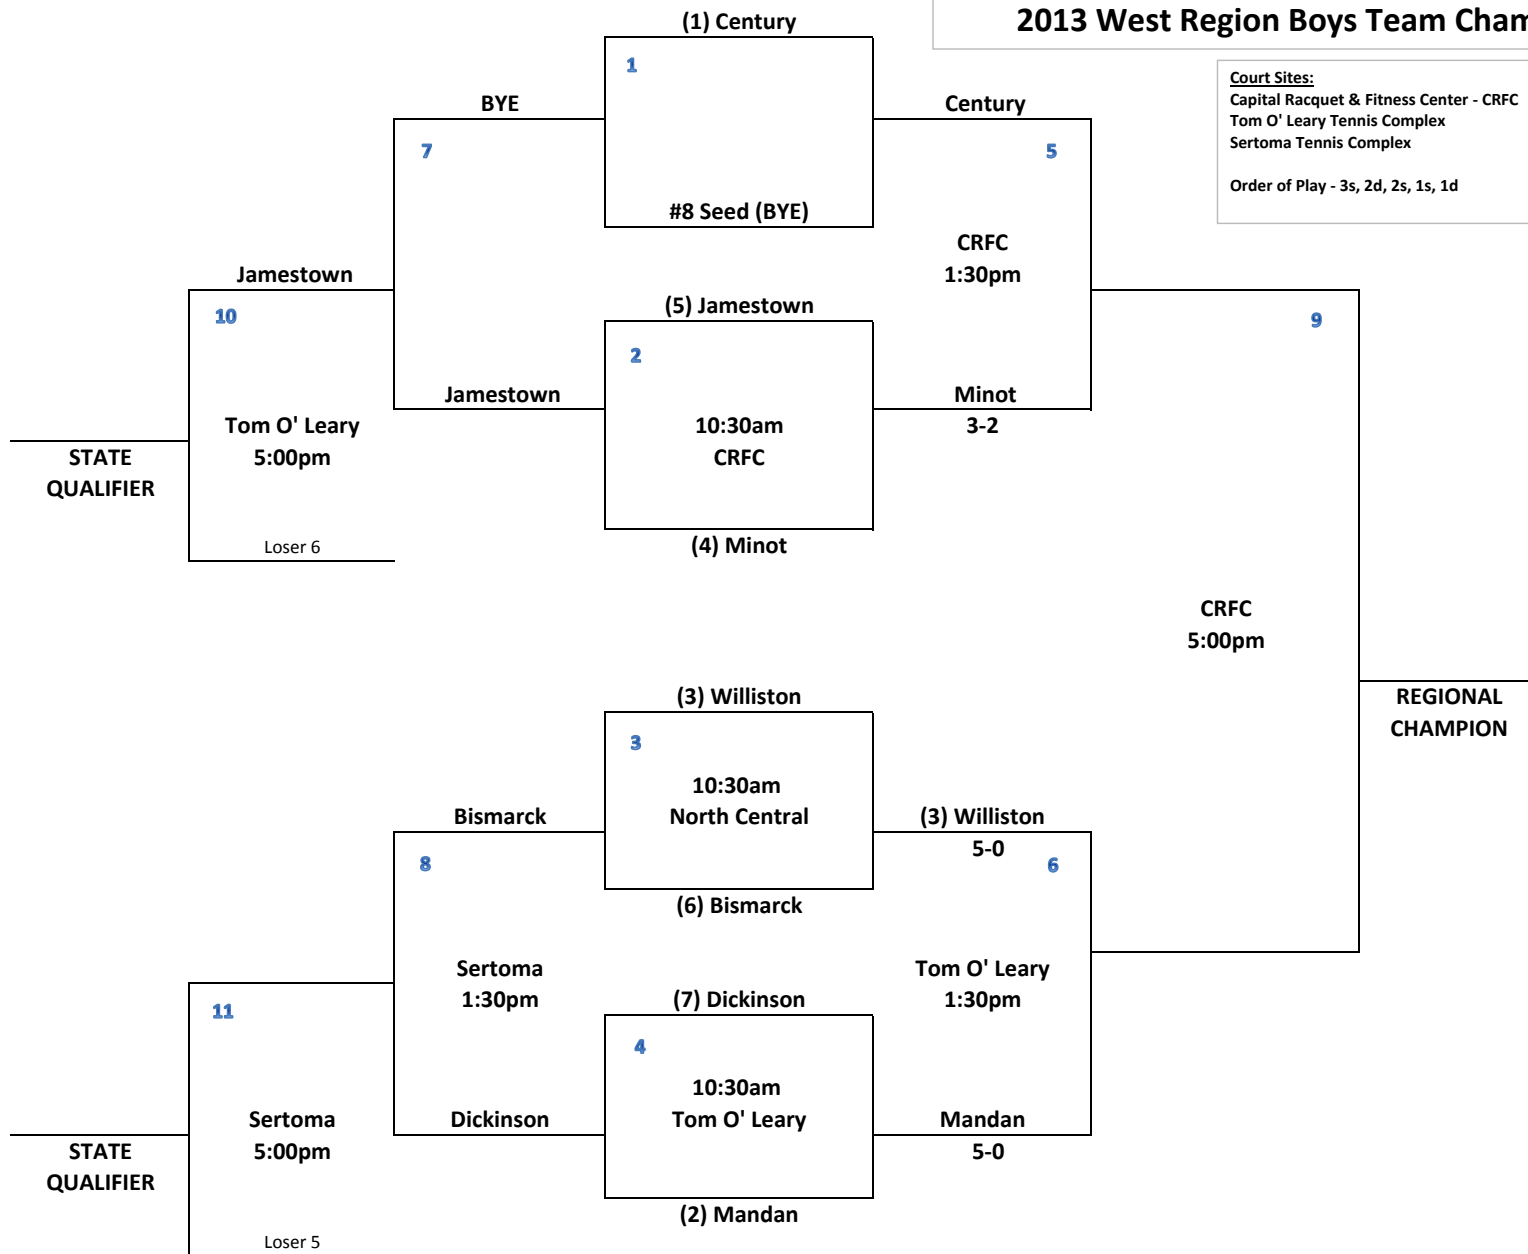 2013 West Region Boys Team Cham
(1) Century
1
Court Sites:
Capital Racquet & Fitness Center - CRFC
Tom O' Leary Tennis Complex
Sertoma Tennis Complex
Order of Play - 3s, 2d, 2s, 1s, 1d
BYE
Century
7
5
#8 Seed (BYE)
CRFC
1:30pm
Jamestown
(5) Jamestown
10
9
2
Jamestown
Minot
3-2
Tom O' Leary
5:00pm
10:30am
CRFC
STATE
QUALIFIER
Loser 6
(4) Minot
CRFC
5:00pm
(3) Williston
REGIONAL
CHAMPION
3
10:30am
North Central
Bismarck
(3) Williston
5-0
8
6
(6) Bismarck
Sertoma
1:30pm
Tom O' Leary
1:30pm
(7) Dickinson
11
4
10:30am
Tom O' Leary
Sertoma
5:00pm
Dickinson
Mandan
5-0
STATE
QUALIFIER
(2) Mandan
Loser 5